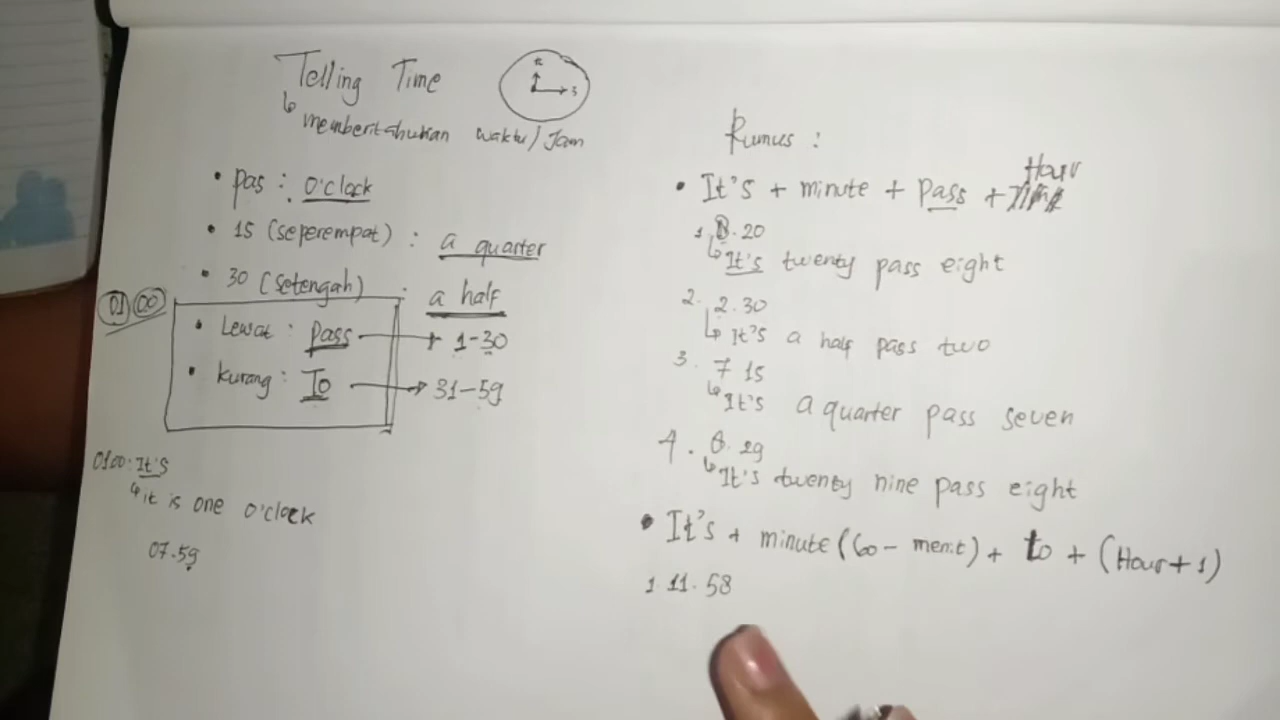 Telling Time
memberitahukan waktu/Jam
• pas : o'clock
• 15 (seperempat) : a quarter
• 30 (setengah) : a half
01 00
• Lewat : pass → 1-30
• kurang : To → 31-59
0100: It's
it is one o'clock
07.59
Rumus :
Hour
• It's + minute + pass +
1. 8.20
It's twenty pass eight
2. 2.30
It's a half pass two
3. 7 15
It's a quarter pass seven
4. 8.29
It's twenty nine pass eight
• It's + minute (60 - menit) + to + (Hour + 1)
1. 11.58